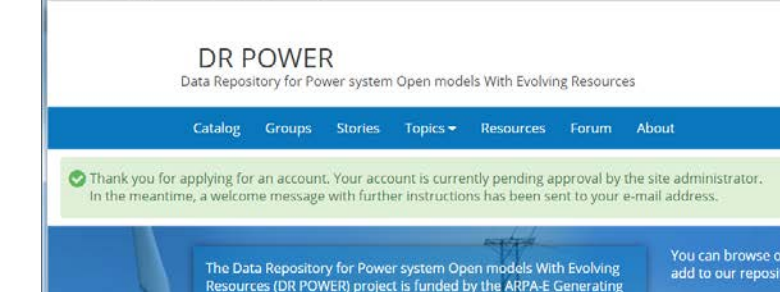 DR POWER
Data Repository for Power system Open models With Evolving Resources
Catalog Groups Stories Topics Resources Forum About
Thank you for applying for an account. Your account is currently pending approval by the site administrator.
In the meantime, a welcome message with further instructions has been sent to your e-mail address.
The Data Repository for Power system Open models With Evolving
Resources (DR POWER) project is funded by the ARPA-E Generating
You can browse
add to our